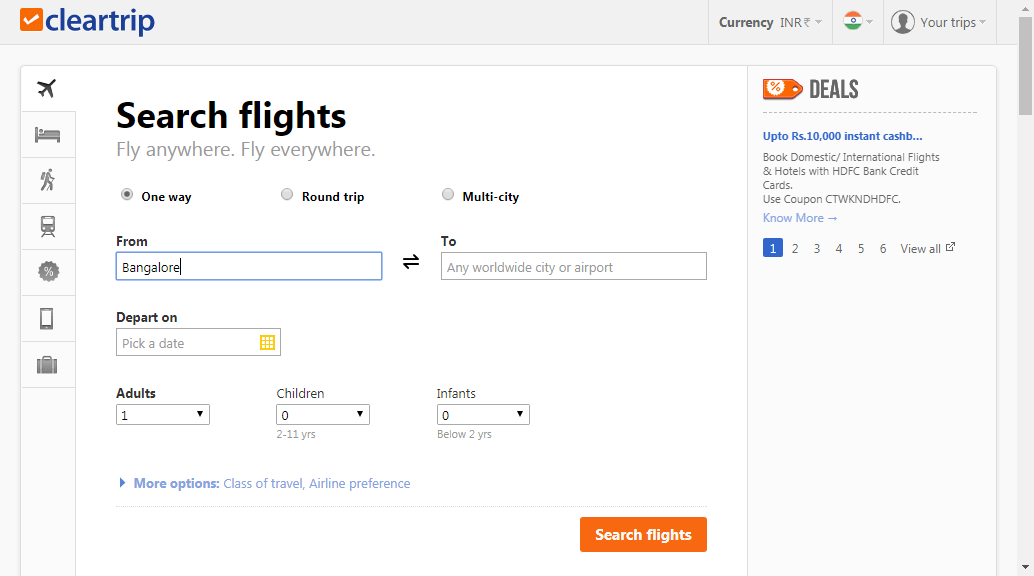 cleartrip
Currency INR₹
Your trips
Search flights
Fly anywhere. Fly everywhere.
One way
Round trip
Multi-city
From
To
Bangalore
Any worldwide city or airport
Depart on
Pick a date
Adults
Children
Infants
1
0
0
2-11 yrs
Below 2 yrs
More options: Class of travel, Airline preference
Search flights
%
% DEALS
Upto Rs.10,000 instant cashb...
Book Domestic/ International Flights
& Hotels with HDFC Bank Credit
Cards.
Use Coupon CTWKNDHDFC.
Know More →
1 2 3 4 5 6 View all